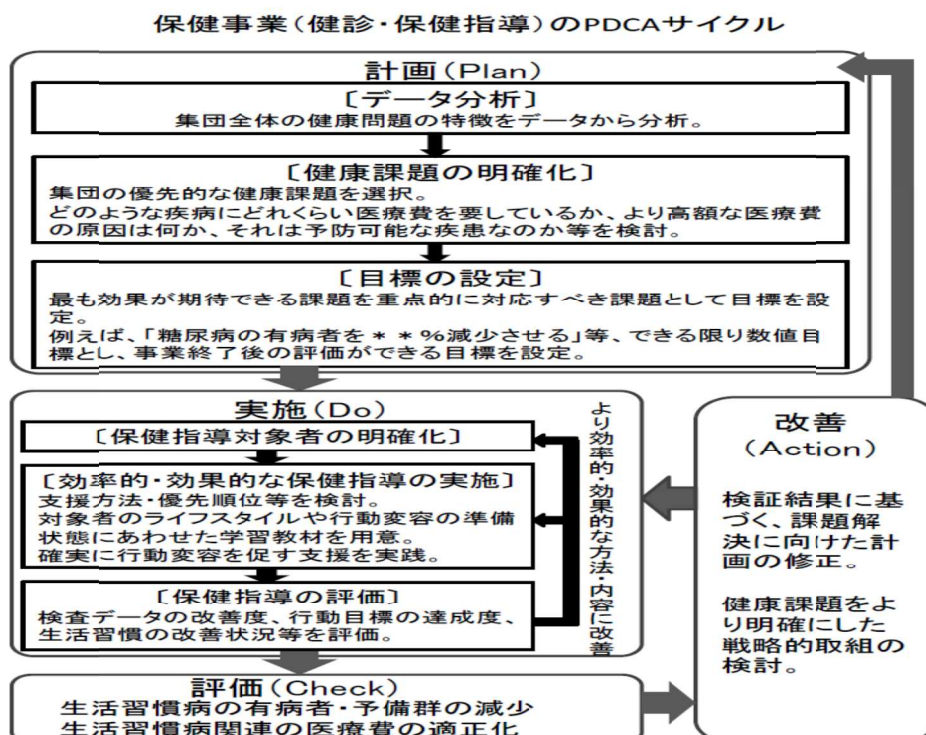 保健事業(健診・保健指導)のPDCAサイクル
計画(Plan)
〔データ分析〕
集団全体の健康問題の特徴をデータから分析。
〔健康課題の明確化〕
集団の優先的な健康課題を選択。
どのような疾病にどれくらい医療費を要しているか、より高額な医療費
の原因は何か、それは予防可能な疾患なのか等を検討。
〔目標の設定〕
最も効果が期待できる課題を重点的に対応すべき課題として目標を設
定。
例えば、「糖尿病の有病者を**%減少させる」等、できる限り数値目
標とし、事業終了後の評価ができる目標を設定。
実施(Do)
〔保健指導対象者の明確化〕
〔効率的・効果的な保健指導の実施〕
支援方法・優先順位等を検討。
対象者のライフスタイルや行動変容の準備
状態にあわせた学習教材を用意。
確実に行動変容を促す支援を実践。
〔保健指導の評価〕
検査データの改善度、行動目標の達成度、
生活習慣の改善状況等を評価。
より効率的・効果的な方法・内容に改善
評価(Check)
生活習慣病の有病者・予備群の減少
生活習慣病関連の医療費の適正化
改善
(Action)
検証結果に基
づく、課題解
決に向けた計
画の修正。
健康課題をよ
り明確にした
戦略的取組の
検討。